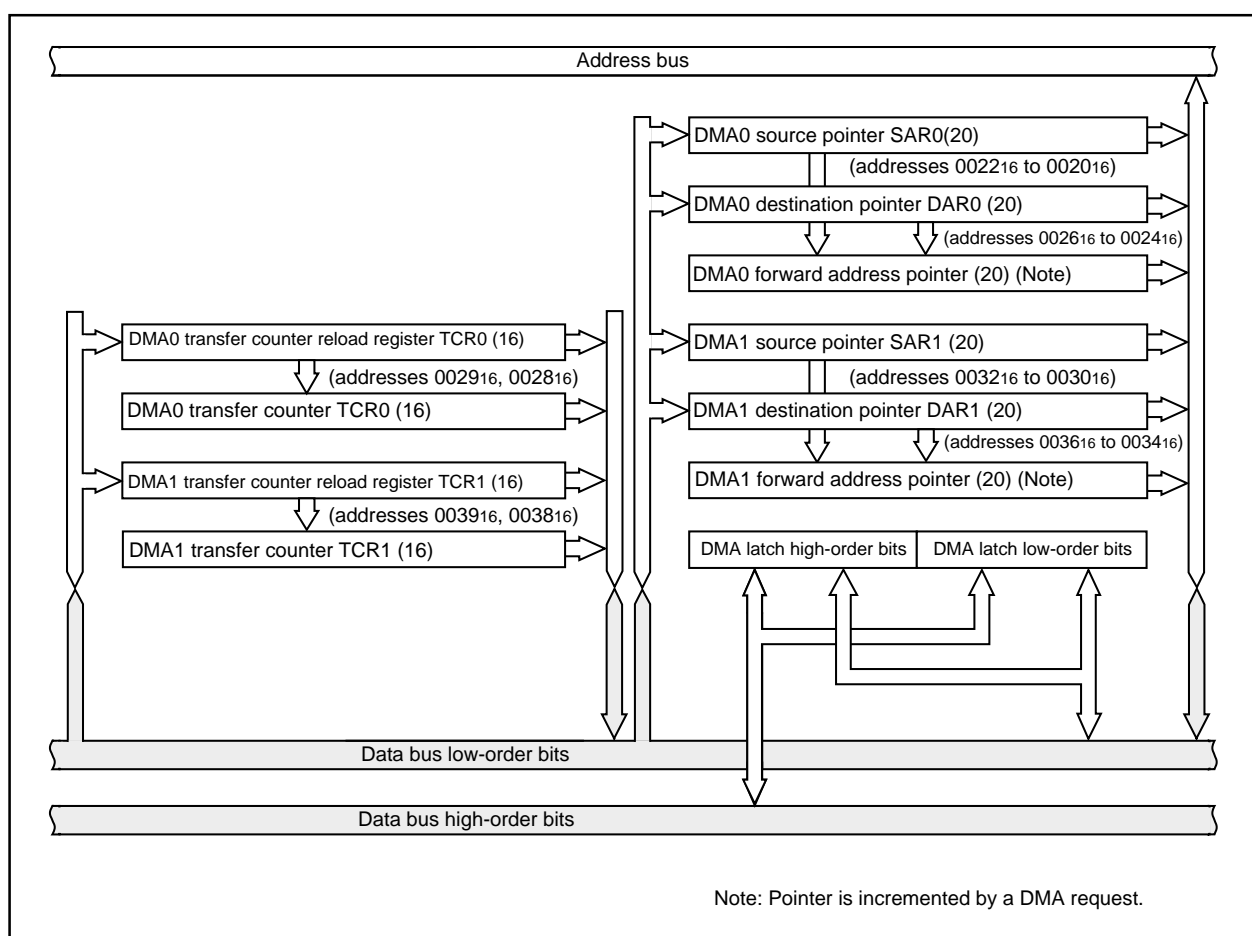 Address bus
DMA0 source pointer SAR0(20)
(addresses 002216 to 002016)
DMA0 destination pointer DAR0 (20)
(addresses 002616 to 002416)
DMA0 forward address pointer (20) (Note)
DMA0 transfer counter reload register TCR0 (16)
(addresses 002916, 002816)
DMA0 transfer counter TCR0 (16)
DMA1 transfer counter reload register TCR1 (16)
(addresses 003916, 003816)
DMA1 transfer counter TCR1 (16)
DMA1 source pointer SAR1 (20)
(addresses 003216 to 003016)
DMA1 destination pointer DAR1 (20)
(addresses 003616 to 003416)
DMA1 forward address pointer (20) (Note)
DMA latch high-order bits
DMA latch low-order bits
Data bus low-order bits
Data bus high-order bits
Note: Pointer is incremented by a DMA request.